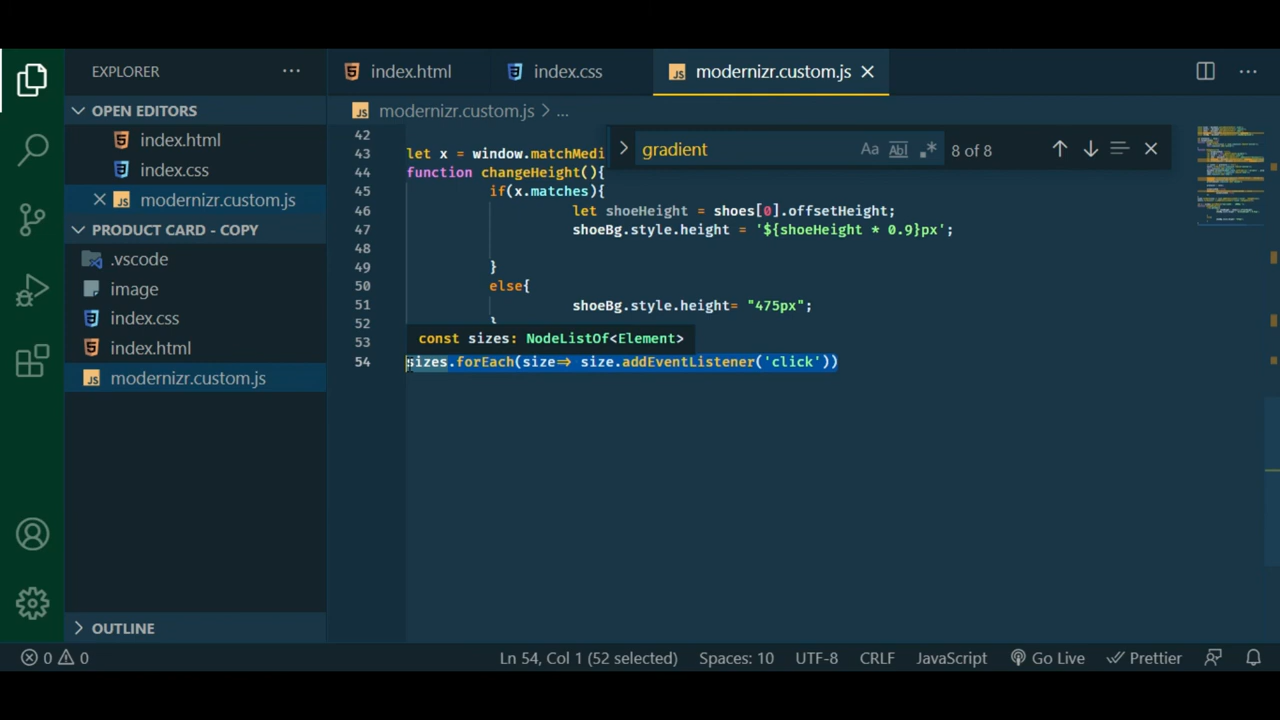 EXPLORER
···
index.html
index.css
JS modernizr.custom.js
···
OPEN EDITORS
index.html
index.css
JS modernizr.custom.js
PRODUCT CARD - COPY
.vscode
image
index.css
index.html
JS modernizr.custom.js
OUTLINE
JS modernizr.custom.js > ...
gradient
Aa Abl .* 8 of 8
42
43 let x = window.matchMedi
44 function changeHeight(){
45 if(x.matches){
46 let shoeHeight = shoes[0].offsetHeight;
47 shoeBg.style.height = '${shoeHeight * 0.9}px';
48
49 }
50 else{
51 shoeBg.style.height= "475px";
52 }
53
const sizes: NodeListOf<Element>
54 sizes.forEach(size=> size.addEventListener('click'))
0 0
Ln 54, Col 1 (52 selected)
Spaces: 10
UTF-8
CRLF
JavaScript
Go Live
Prettier